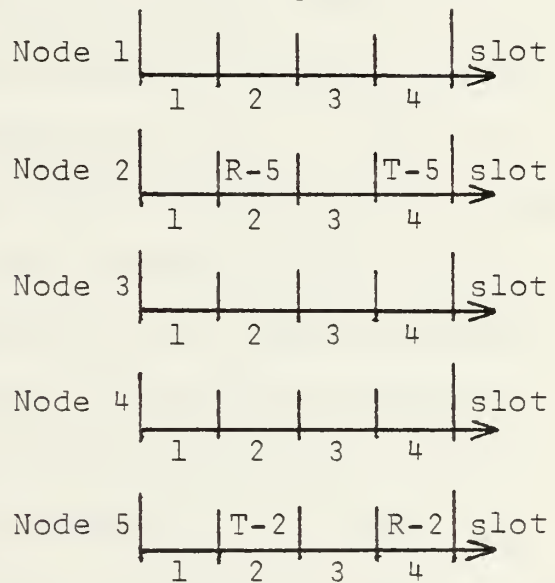 Node 1 slot
1 2 3 4
Node 2 R-5 T-5 slot
1 2 3 4
Node 3 slot
1 2 3 4
Node 4 slot
1 2 3 4
Node 5 T-2 R-2 slot
1 2 3 4